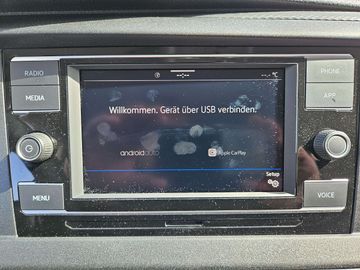 RADIO
MEDIA
MENU
--:--
--.- °C
Willkommen. Gerät über USB verbinden.
androidauto
Apple CarPlay
Setup
PHONE
APP
VOICE